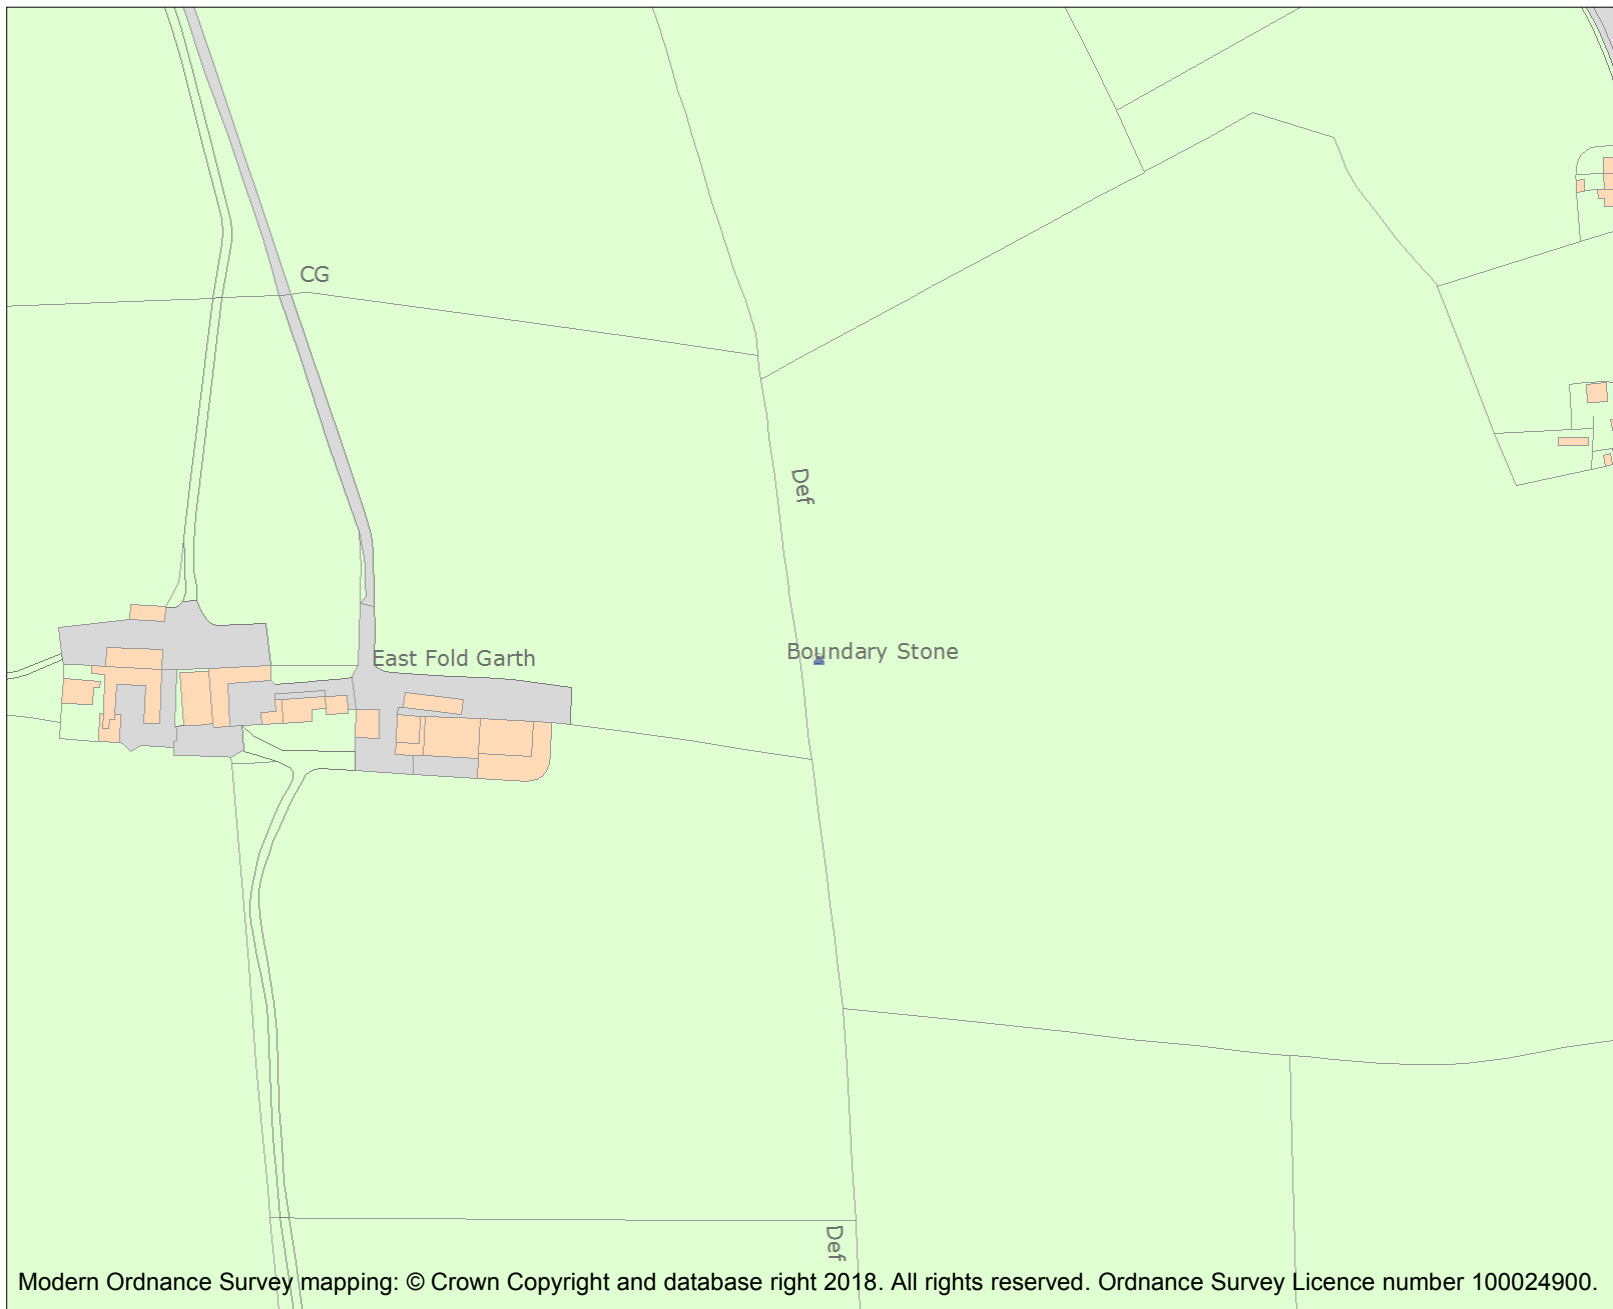 CG
Def
Boundary Stone
East Fold Garth
Def
Modern Ordnance Survey mapping: © Crown Copyright and database right 2018. All rights reserved. Ordnance Survey Licence number 100024900.